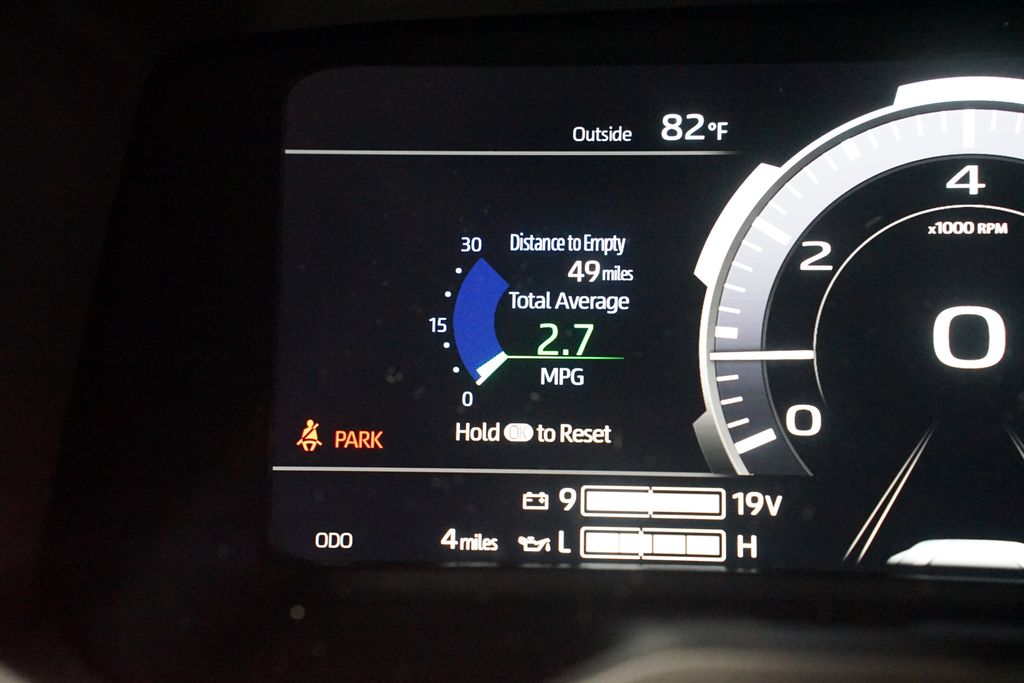 Outside 82°F
4
x1000 RPM
30 Distance to Empty
2
49 miles
Total Average
15
2.7
0
MPG
0
0
Hold OK to Reset
PARK
9 19V
ODO 4 miles L H